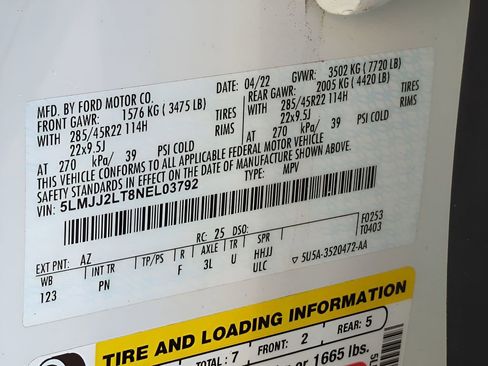 MFD. BY FORD MOTOR CO.
DATE: 04/22 GVWR: 3502 KG ( 7720 LB)
FRONT GAWR: 1576 KG ( 3475 LB) REAR GAWR: 2005 KG ( 4420 LB)
WITH 285/45R22 114H TIRES WITH 285/45R22 114H TIRES
22x9.5J RIMS 22x9.5J RIMS
AT 270 kPa/ 39 PSI COLD AT 270 kPa/ 39 PSI COLD
THIS VEHICLE CONFORMS TO ALL APPLICABLE FEDERAL MOTOR VEHICLE
SAFETY STANDARDS IN EFFECT ON THE DATE OF MANUFACTURE SHOWN ABOVE.
VIN: 5LMJJ2LT8NEL03792 TYPE: MPV
F0253
T0403
EXT PNT: AZ RC: 25 DSO:
WB INT TR TP/PS R AXLE TR SPR
123 PN F 3L U HHJJ
ULC 5U5A-3520472-AA
TIRE AND LOADING INFORMATION
TOTAL : 7 FRONT: 2 REAR: 5
or 1665 lbs.